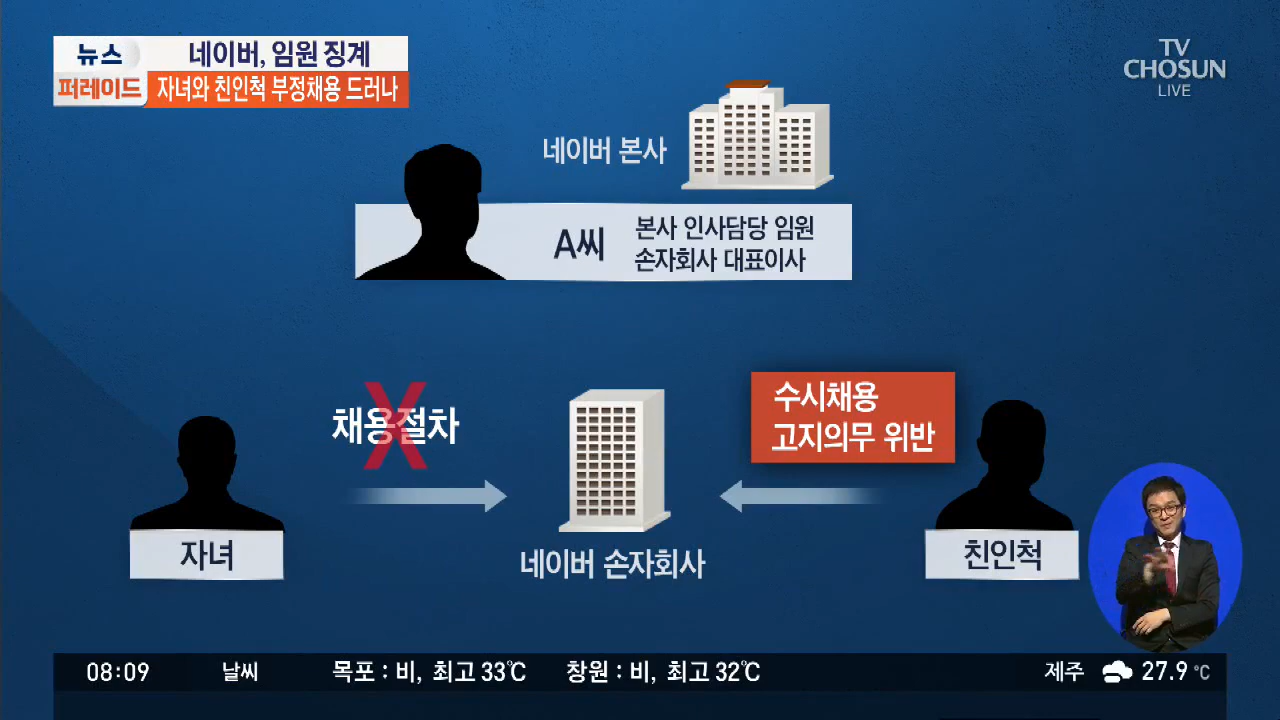 뉴스
퍼레이드
네이버, 임원 징계
자녀와 친인척 부정채용 드러나
TV
CHOSUN
LIVE
네이버 본사
A씨
본사 인사담당 임원
손자회사 대표이사
채용절차
X
수시채용
고지의무 위반
자녀
네이버 손자회사
친인척
08:09 날씨 목포 : 비, 최고 33℃ 창원 : 비, 최고 32℃ 제주 27.9 ℃